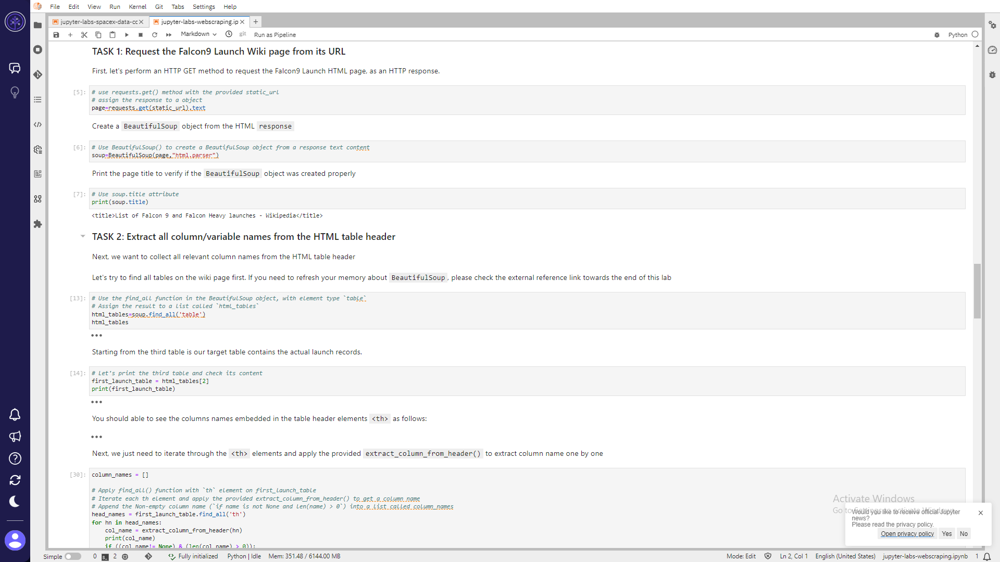 File Edit View Run Kernel Git Tabs Settings Help
jupyter-labs-spacex-data-cc
jupyter-labs-webscraping.ip
Markdown
git
Run as Pipeline
Python
TASK 1: Request the Falcon9 Launch Wiki page from its URL
First, let's perform an HTTP GET method to request the Falcon9 Launch HTML page, as an HTTP response.
[5]:
# use requests.get() method with the provided static_url
# assign the response to a object
page=requests.get(static_url).text
Create a BeautifulSoup object from the HTML response
[6]:
# Use BeautifulSoup() to create a BeautifulSoup object from a response text content
soup=BeautifulSoup(page,"html.parser")
Print the page title to verify if the BeautifulSoup object was created properly
[7]:
# Use soup.title attribute
print(soup.title)
<title>List of Falcon 9 and Falcon Heavy launches - Wikipedia</title>
TASK 2: Extract all column/variable names from the HTML table header
Next, we want to collect all relevant column names from the HTML table header
Let's try to find all tables on the wiki page first. If you need to refresh your memory about BeautifulSoup, please check the external reference link towards the end of this lab
[13]:
# Use the find_all function in the BeautifulSoup object, with element type `table`
# Assign the result to a list called `html_tables`
html_tables=soup.find_all('table')
html_tables
Starting from the third table is our target table contains the actual launch records.
[14]:
# Let's print the third table and check its content
first_launch_table = html_tables[2]
print(first_launch_table)
You should able to see the columns names embedded in the table header elements <th> as follows:
Next, we just need to iterate through the <th> elements and apply the provided extract_column_from_header() to extract column name one by one
[30]:
column_names = []
# Apply find_all() function with `th` element on first_launch_table
# Iterate each th element and apply the provided extract_column_from_header() to get a column name
# Append the Non-empty column name (`if name is not None and len(name) > 0`) into a list called column_names
head_names = first_launch_table.find_all('th')
for hn in head_names:
col_name = extract_column_from_header(hn)
print(col_name)
if ((col_name!= None) & (len(col_name) > 0)):
Activate Windows
Go to Settings to activate Windows.
Would you like to receive official Jupyter
news?
Please read the privacy policy.
Open privacy policy Yes No
Simple 0 2 Fully initialized Python | Idle Mem: 351.48 / 6144.00 MB
Mode: Edit Ln 2, Col 1 English (United States) jupyter-labs-webscraping.ipynb 1